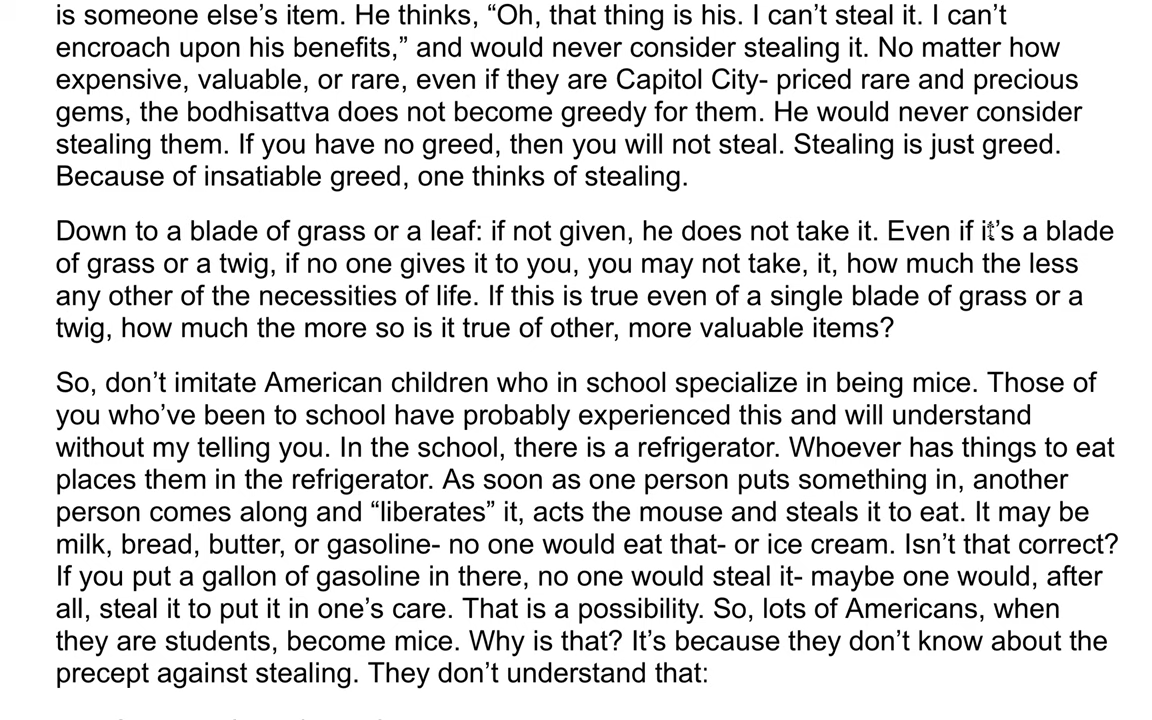 is someone else’s item. He thinks, “Oh, that thing is his. I can’t steal it. I can’t
encroach upon his benefits,” and would never consider stealing it. No matter how
expensive, valuable, or rare, even if they are Capitol City- priced rare and precious
gems, the bodhisattva does not become greedy for them. He would never consider
stealing them. If you have no greed, then you will not steal. Stealing is just greed.
Because of insatiable greed, one thinks of stealing.
Down to a blade of grass or a leaf: if not given, he does not take it. Even if it’s a blade
of grass or a twig, if no one gives it to you, you may not take, it, how much the less
any other of the necessities of life. If this is true even of a single blade of grass or a
twig, how much the more so is it true of other, more valuable items?
So, don’t imitate American children who in school specialize in being mice. Those of
you who’ve been to school have probably experienced this and will understand
without my telling you. In the school, there is a refrigerator. Whoever has things to eat
places them in the refrigerator. As soon as one person puts something in, another
person comes along and “liberates” it, acts the mouse and steals it to eat. It may be
milk, bread, butter, or gasoline- no one would eat that- or ice cream. Isn’t that correct?
If you put a gallon of gasoline in there, no one would steal it- maybe one would, after
all, steal it to put it in one’s care. That is a possibility. So, lots of Americans, when
they are students, become mice. Why is that? It’s because they don’t know about the
precept against stealing. They don’t understand that: